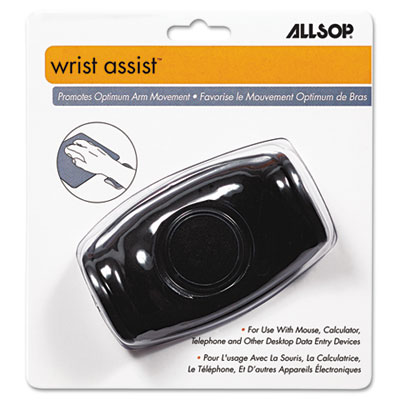 ALLSOP.
wrist assist™
Promotes Optimum Arm Movement • Favorise le Mouvement Optimum de Bras
• For Use With Mouse, Calculator,
Telephone and Other Desktop Data Entry Devices
• Pour L'usage Avec La Souris, La Calculatrice,
Le Téléphone, Et D'autres Appareils Électroniques